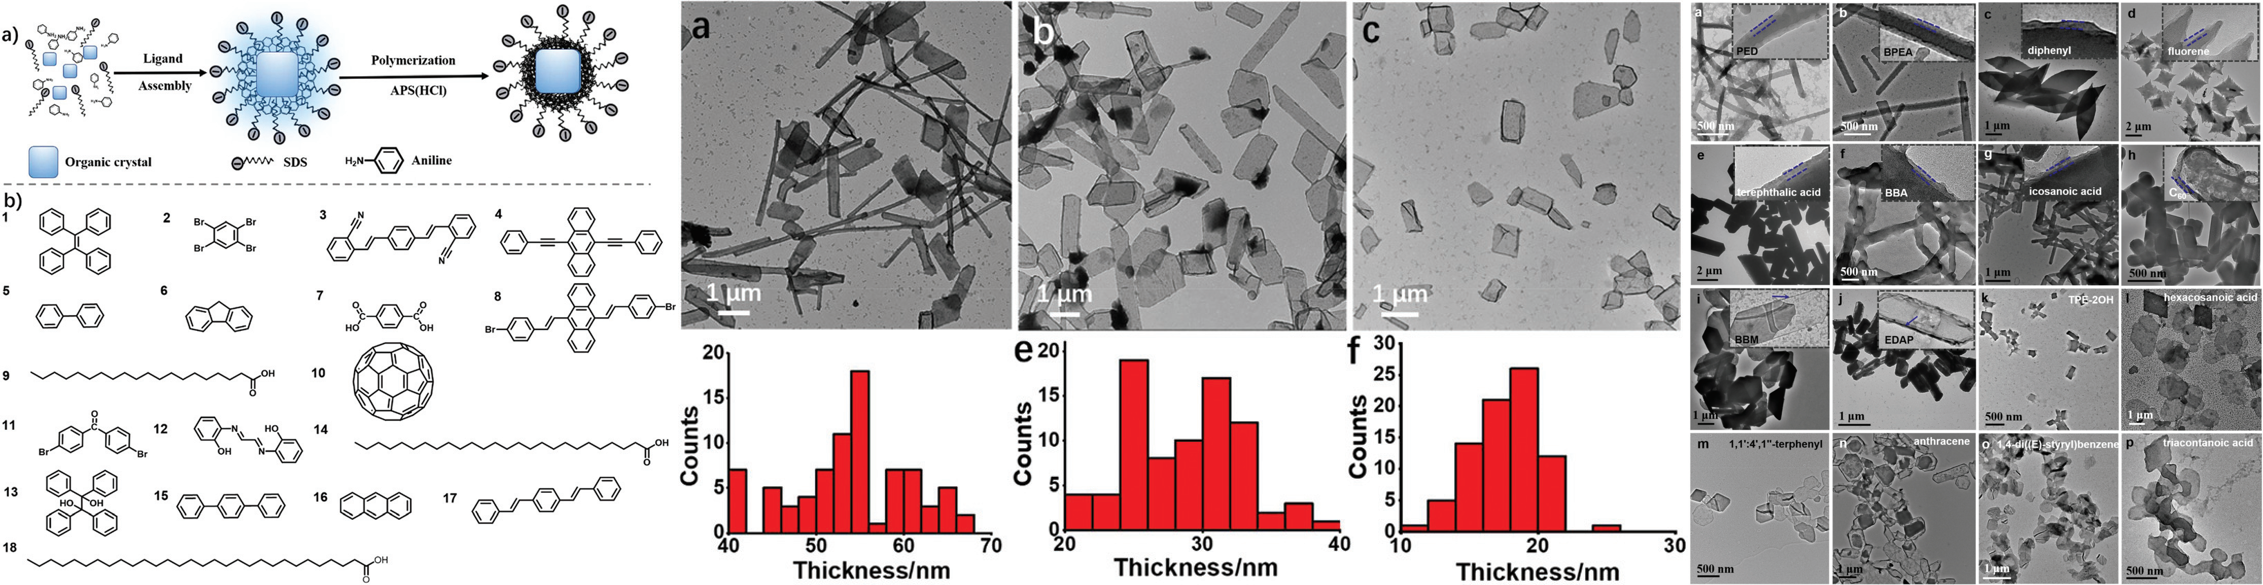 a)
Ligand
Assembly
Polymerization
APS(HCl)
Organic crystal
SDS
H₂N
Aniline
b)
1
2
Br
Br
Br
Br
3
CN
CN
4
5
6
7
HO
O
O
OH
8
Br
Br
9
OH
O
10
11
O
Br
Br
12
N
OH
N
HO
14
OH
O
13
HO
OH
15
16
17
18
OH
O
a
1 μm
b
1 μm
c
1 μm
Counts
20
15
10
5
0
40
50
60
70
Thickness/nm
e
Counts
20
15
10
5
0
20
30
40
Thickness/nm
f
Counts
30
25
20
15
10
5
0
10
20
30
Thickness/nm
a
PED
500 nm
b
BPEA
500 nm
c
diphenyl
1 μm
d
fluorene
2 μm
e
terephthalic acid
2 μm
f
BBA
500 nm
g
icosanoic acid
1 μm
h
C₆₀
500 nm
i
BBM
1 μm
j
EDAP
1 μm
k
TPE-2OH
500 nm
l
hexacosanoic acid
1 μm
m
1,1':4',1''-terphenyl
500 nm
n
anthracene
1 μm
o
1,4-di((E)-styryl)benzene
1 μm
p
triacontanoic acid
500 nm